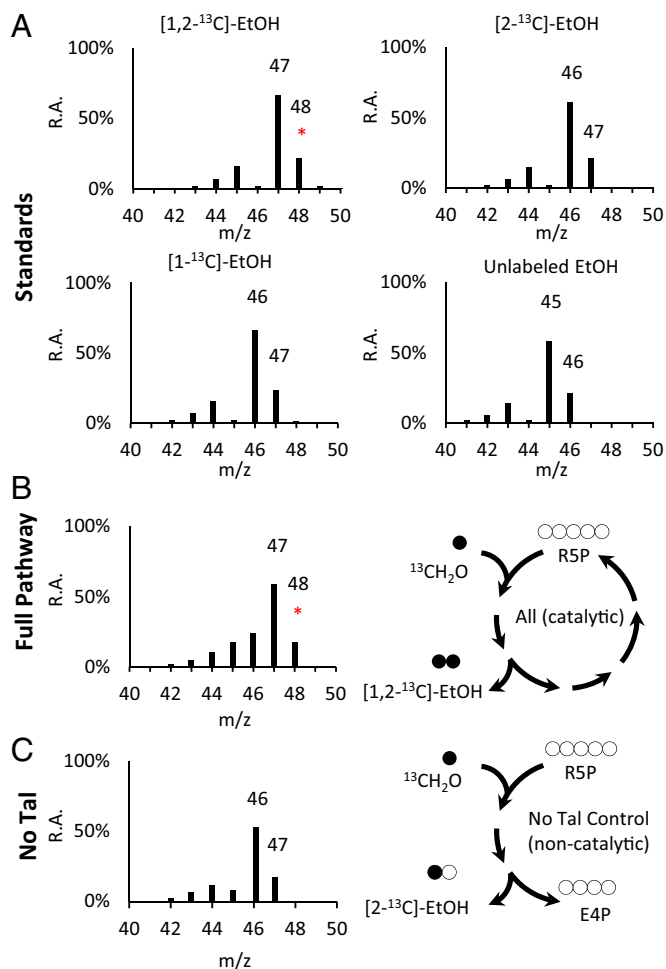 A
Standards
[1,2-¹³C]-EtOH
R.A.
100%
50%
0%
47
48
*
40 42 44 46 48 50
m/z
[2-¹³C]-EtOH
R.A.
100%
50%
0%
46
47
40 42 44 46 48 50
m/z
[1-¹³C]-EtOH
R.A.
100%
50%
0%
46
47
40 42 44 46 48 50
m/z
Unlabeled EtOH
R.A.
100%
50%
0%
45
46
40 42 44 46 48 50
m/z
B
Full Pathway
R.A.
100%
50%
0%
47
48
*
40 42 44 46 48 50
m/z
¹³CH₂O
R5P
All (catalytic)
[1,2-¹³C]-EtOH
C
No Tal
R.A.
100%
50%
0%
46
47
40 42 44 46 48 50
m/z
¹³CH₂O
R5P
No Tal Control
(non-catalytic)
[2-¹³C]-EtOH
E4P